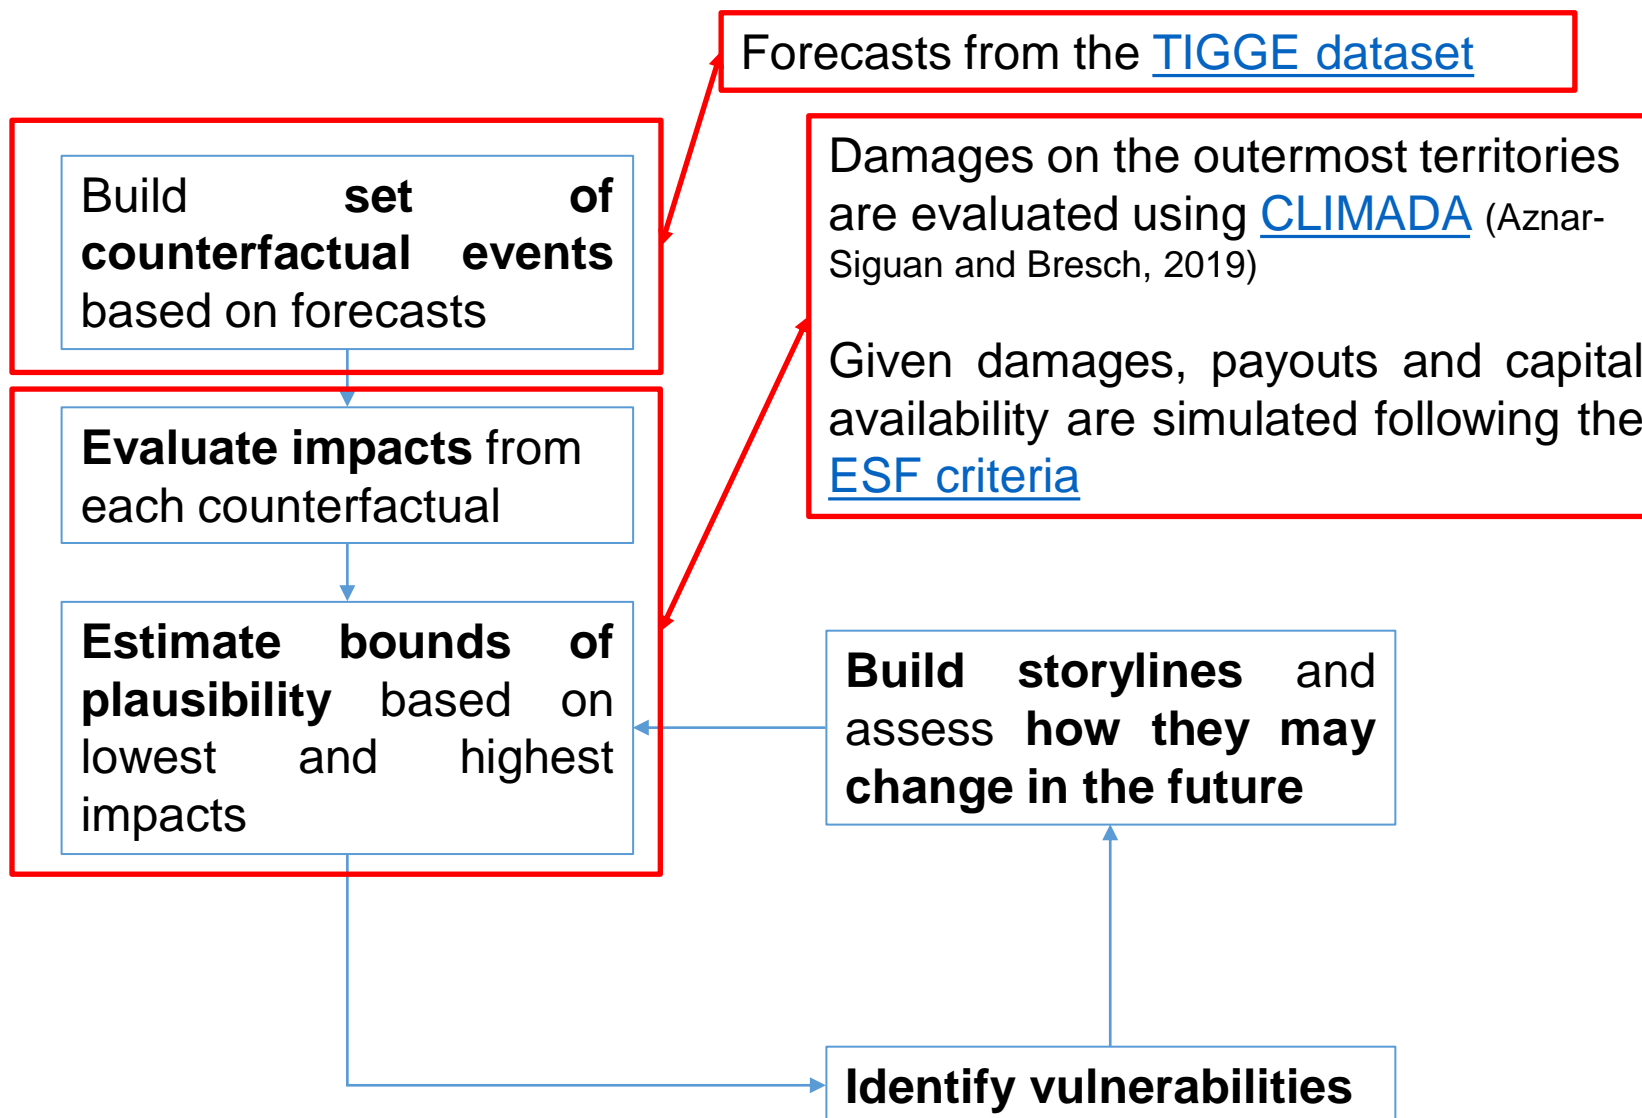 Forecasts from the TIGGE dataset
Build set of
counterfactual events
based on forecasts
Damages on the outermost territories
are evaluated using CLIMADA (Aznar-
Siguan and Bresch, 2019)
Given damages, payouts and capital
availability are simulated following the
ESF criteria
Evaluate impacts from
each counterfactual
Estimate bounds of
plausibility based on
lowest and highest
impacts
Build storylines and
assess how they may
change in the future
Identify vulnerabilities